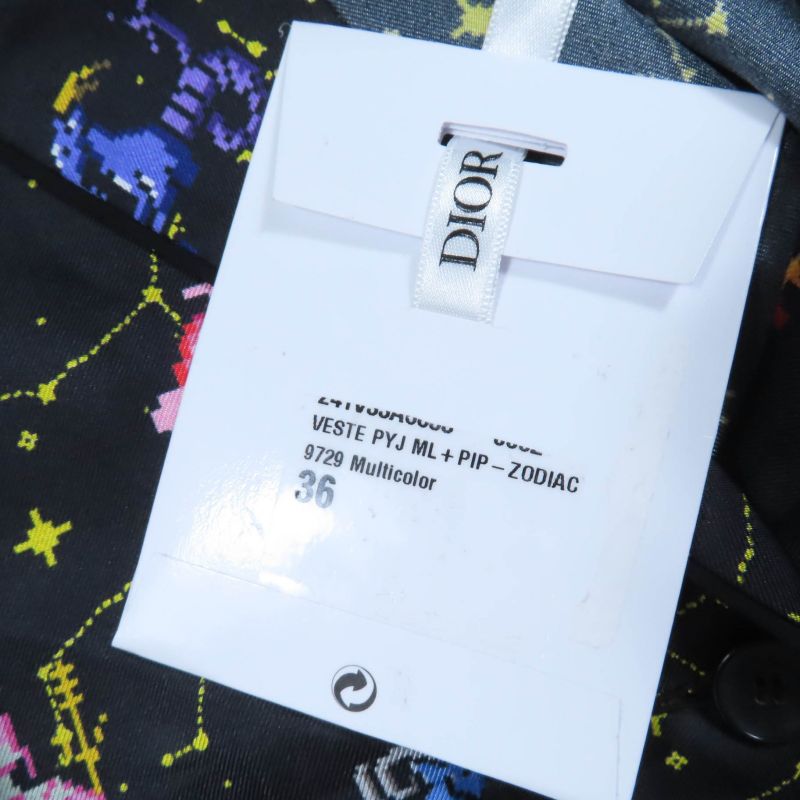 DIOR
VESTE PYJ ML+PIP-ZODIAC
9729 Multicolor
36